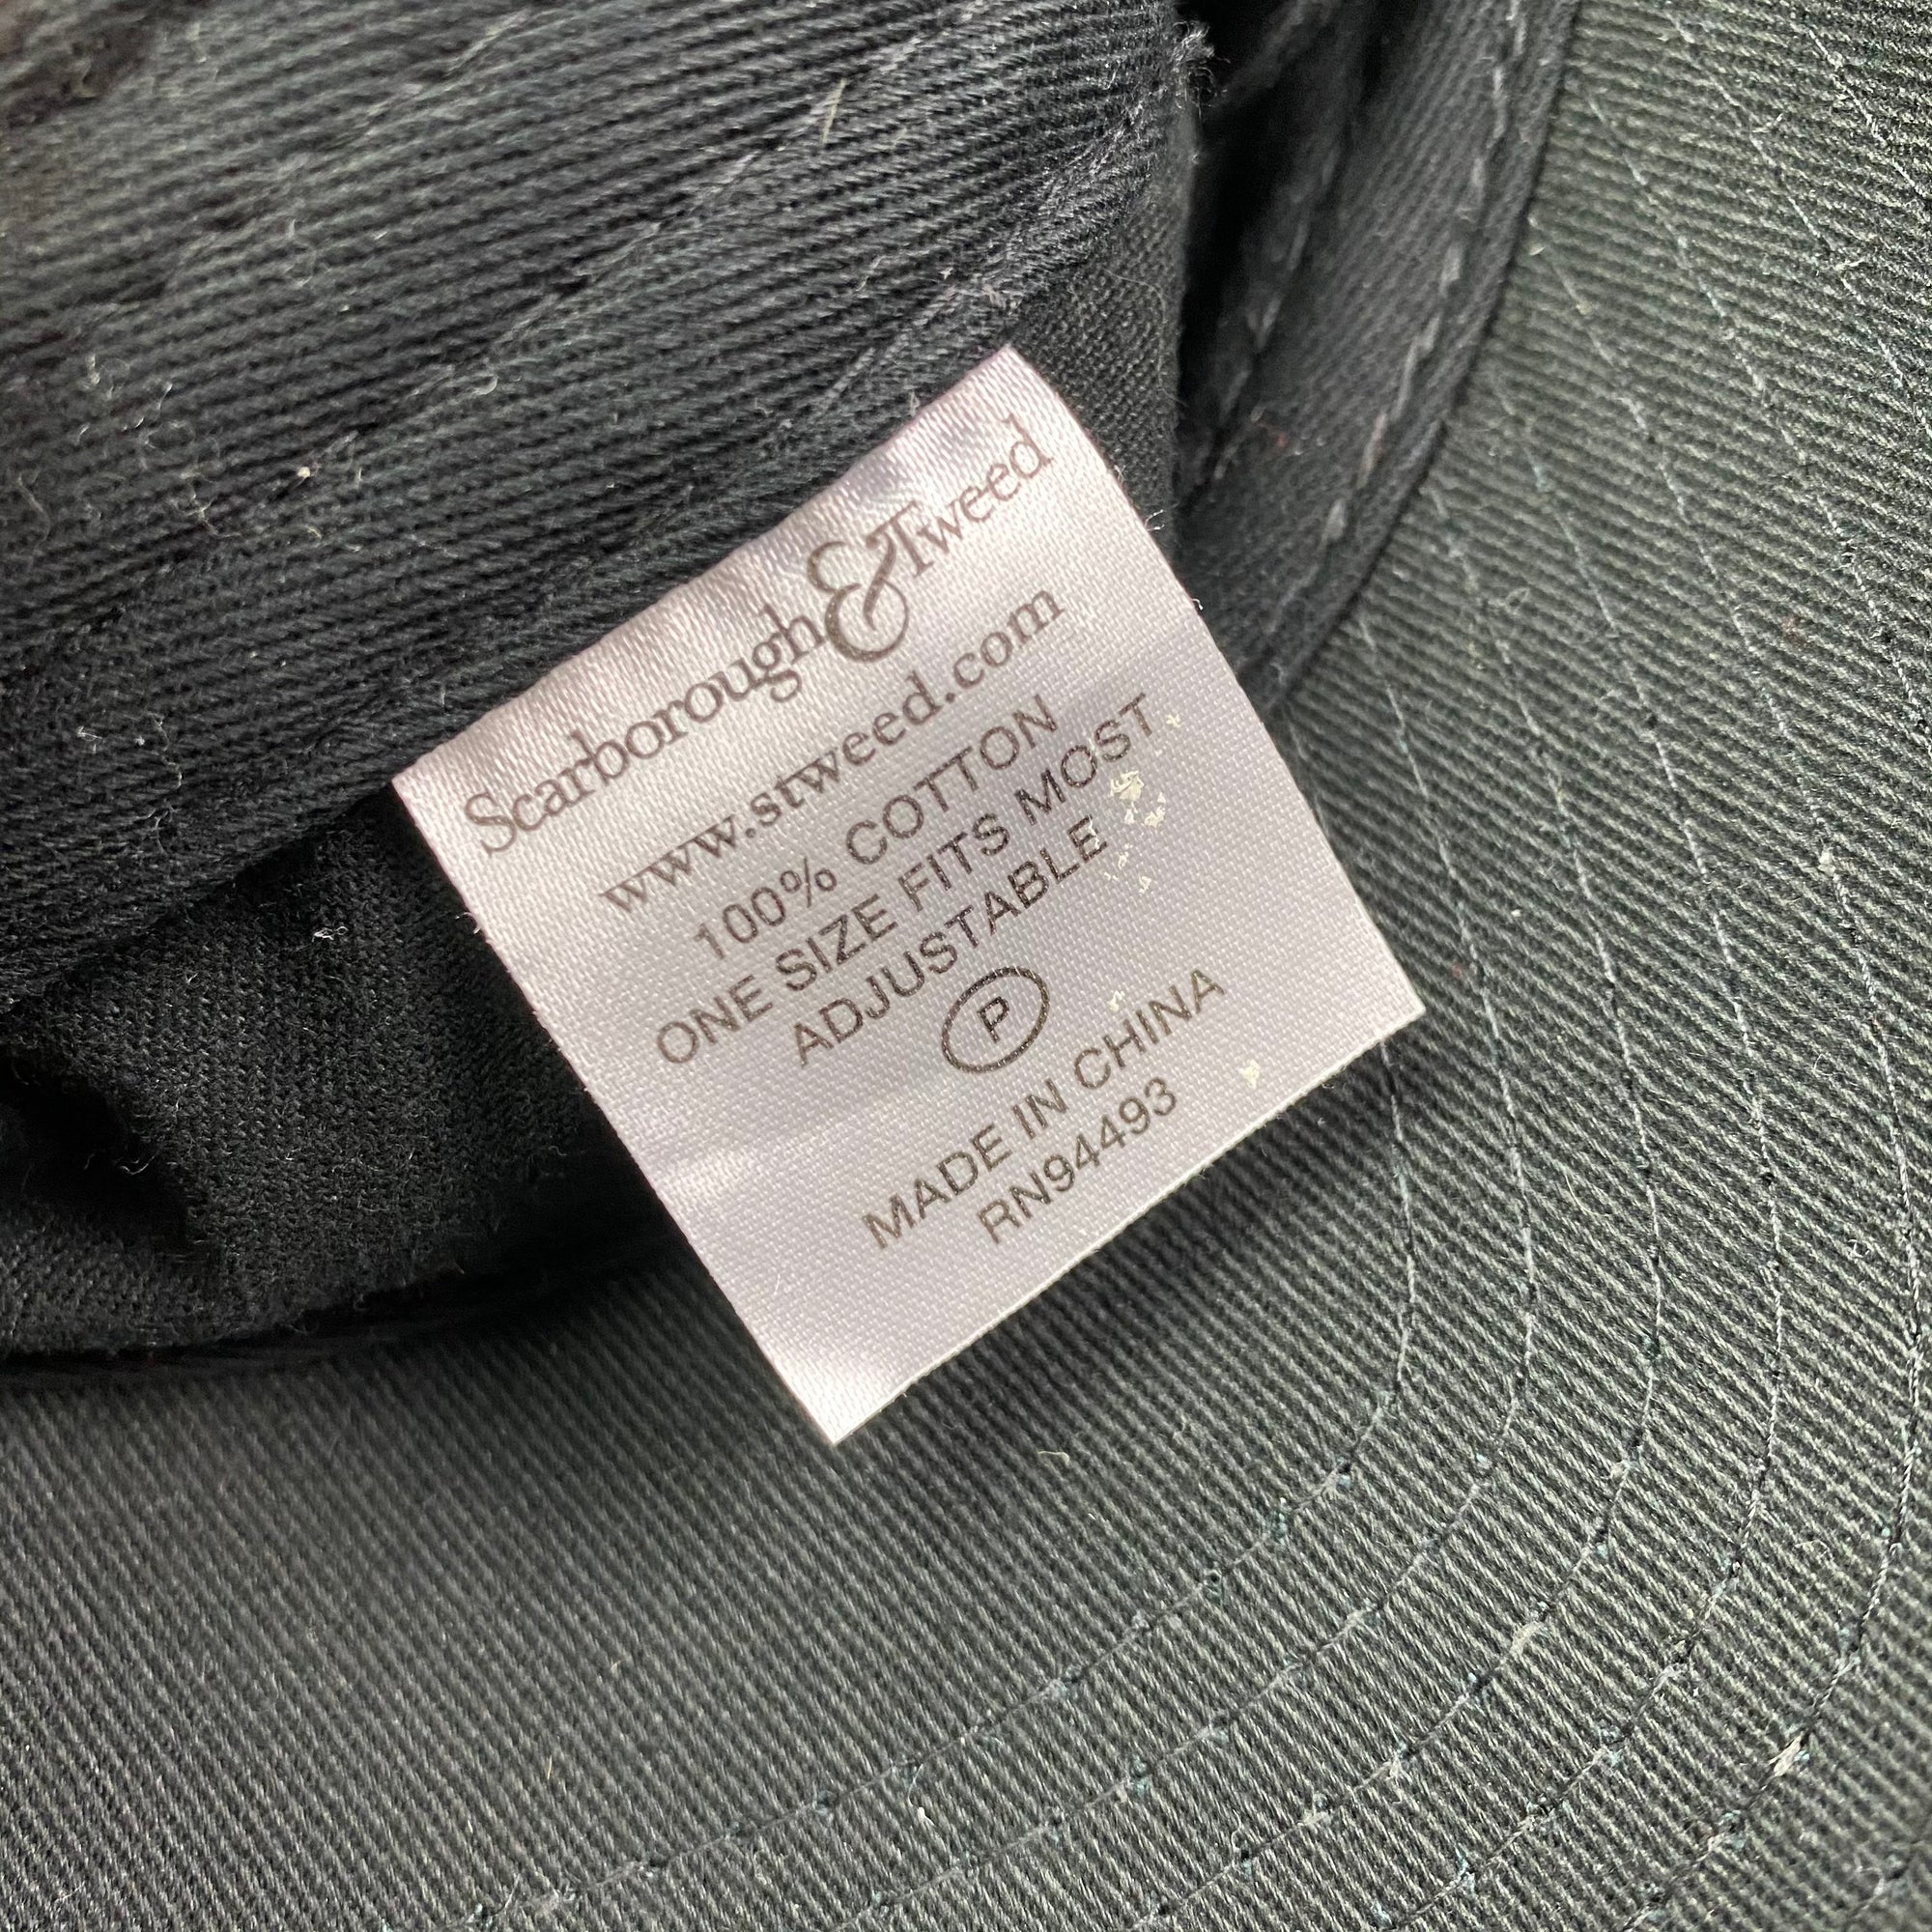 Scarborough & Tweed
www.stweed.com
100% COTTON
ONE SIZE FITS MOST
ADJUSTABLE
P
MADE IN CHINA
RN94493